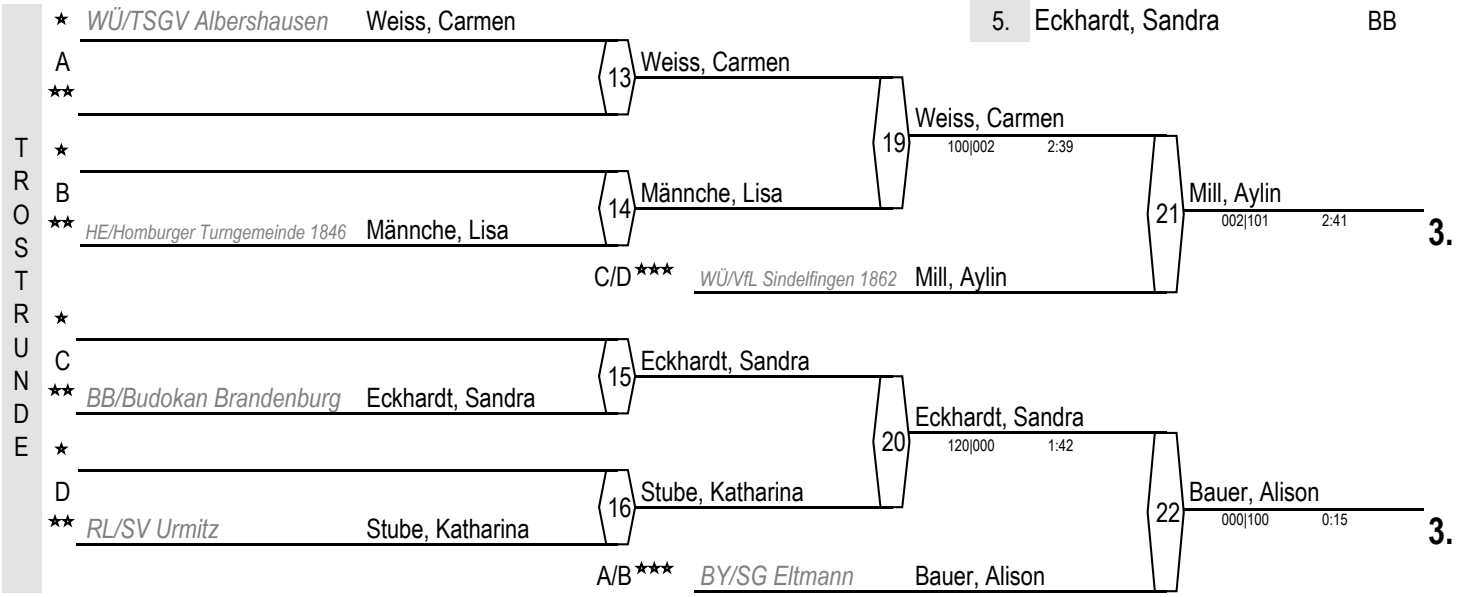 TROSTRUNDE
5. Eckhardt, Sandra BB
★ WÜ/TSGV Albershausen Weiss, Carmen
A
★★
13 Weiss, Carmen
★
B
★★ HE/Homburger Turngemeinde 1846 Männche, Lisa
14 Männche, Lisa
19 Weiss, Carmen
100|002 2:39
C/D ★★★ WÜ/VfL Sindelfingen 1862 Mill, Aylin
21 Mill, Aylin
002|101 2:41
3.
★
C
★★ BB/Budokan Brandenburg Eckhardt, Sandra
15 Eckhardt, Sandra
★
D
★★ RL/SV Urmitz Stube, Katharina
16 Stube, Katharina
20 Eckhardt, Sandra
120|000 1:42
A/B ★★★ BY/SG Eltmann Bauer, Alison
22 Bauer, Alison
000|100 0:15
3.